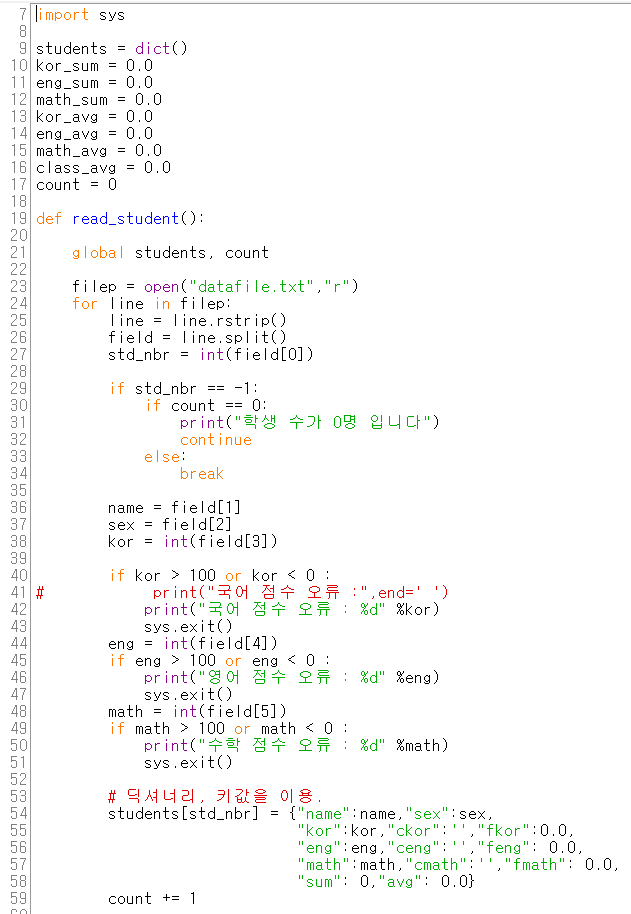 7 import sys
8
9 students = dict()
10 kor_sum = 0.0
11 eng_sum = 0.0
12 math_sum = 0.0
13 kor_avg = 0.0
14 eng_avg = 0.0
15 math_avg = 0.0
16 class_avg = 0.0
17 count = 0
18
19 def read_student():
20
21     global students, count
22
23     filep = open("datafile.txt","r")
24     for line in filep:
25         line = line.rstrip()
26         field = line.split()
27         std_nbr = int(field[0])
28
29         if std_nbr == -1:
30             if count == 0:
31                 print("학생 수가 0명 입니다")
32                 continue
33             else:
34                 break
35
36         name = field[1]
37         sex = field[2]
38         kor = int(field[3])
39
40         if kor > 100 or kor < 0 :
41 #            print("국어 점수 오류 :",end=' ')
42             print("국어 점수 오류 : %d" %kor)
43             sys.exit()
44         eng = int(field[4])
45         if eng > 100 or eng < 0 :
46             print("영어 점수 오류 : %d" %eng)
47             sys.exit()
48         math = int(field[5])
49         if math > 100 or math < 0 :
50             print("수학 점수 오류 : %d" %math)
51             sys.exit()
52
53         # 딕셔너리, 키값을 이용.
54         students[std_nbr] = {"name":name,"sex":sex,
55                              "kor":kor,"ckor":'',"fkor":0.0,
56                              "eng":eng,"ceng":'',"feng": 0.0,
57                              "math":math,"cmath":'',"fmath": 0.0,
58                              "sum": 0,"avg": 0.0}
59         count += 1